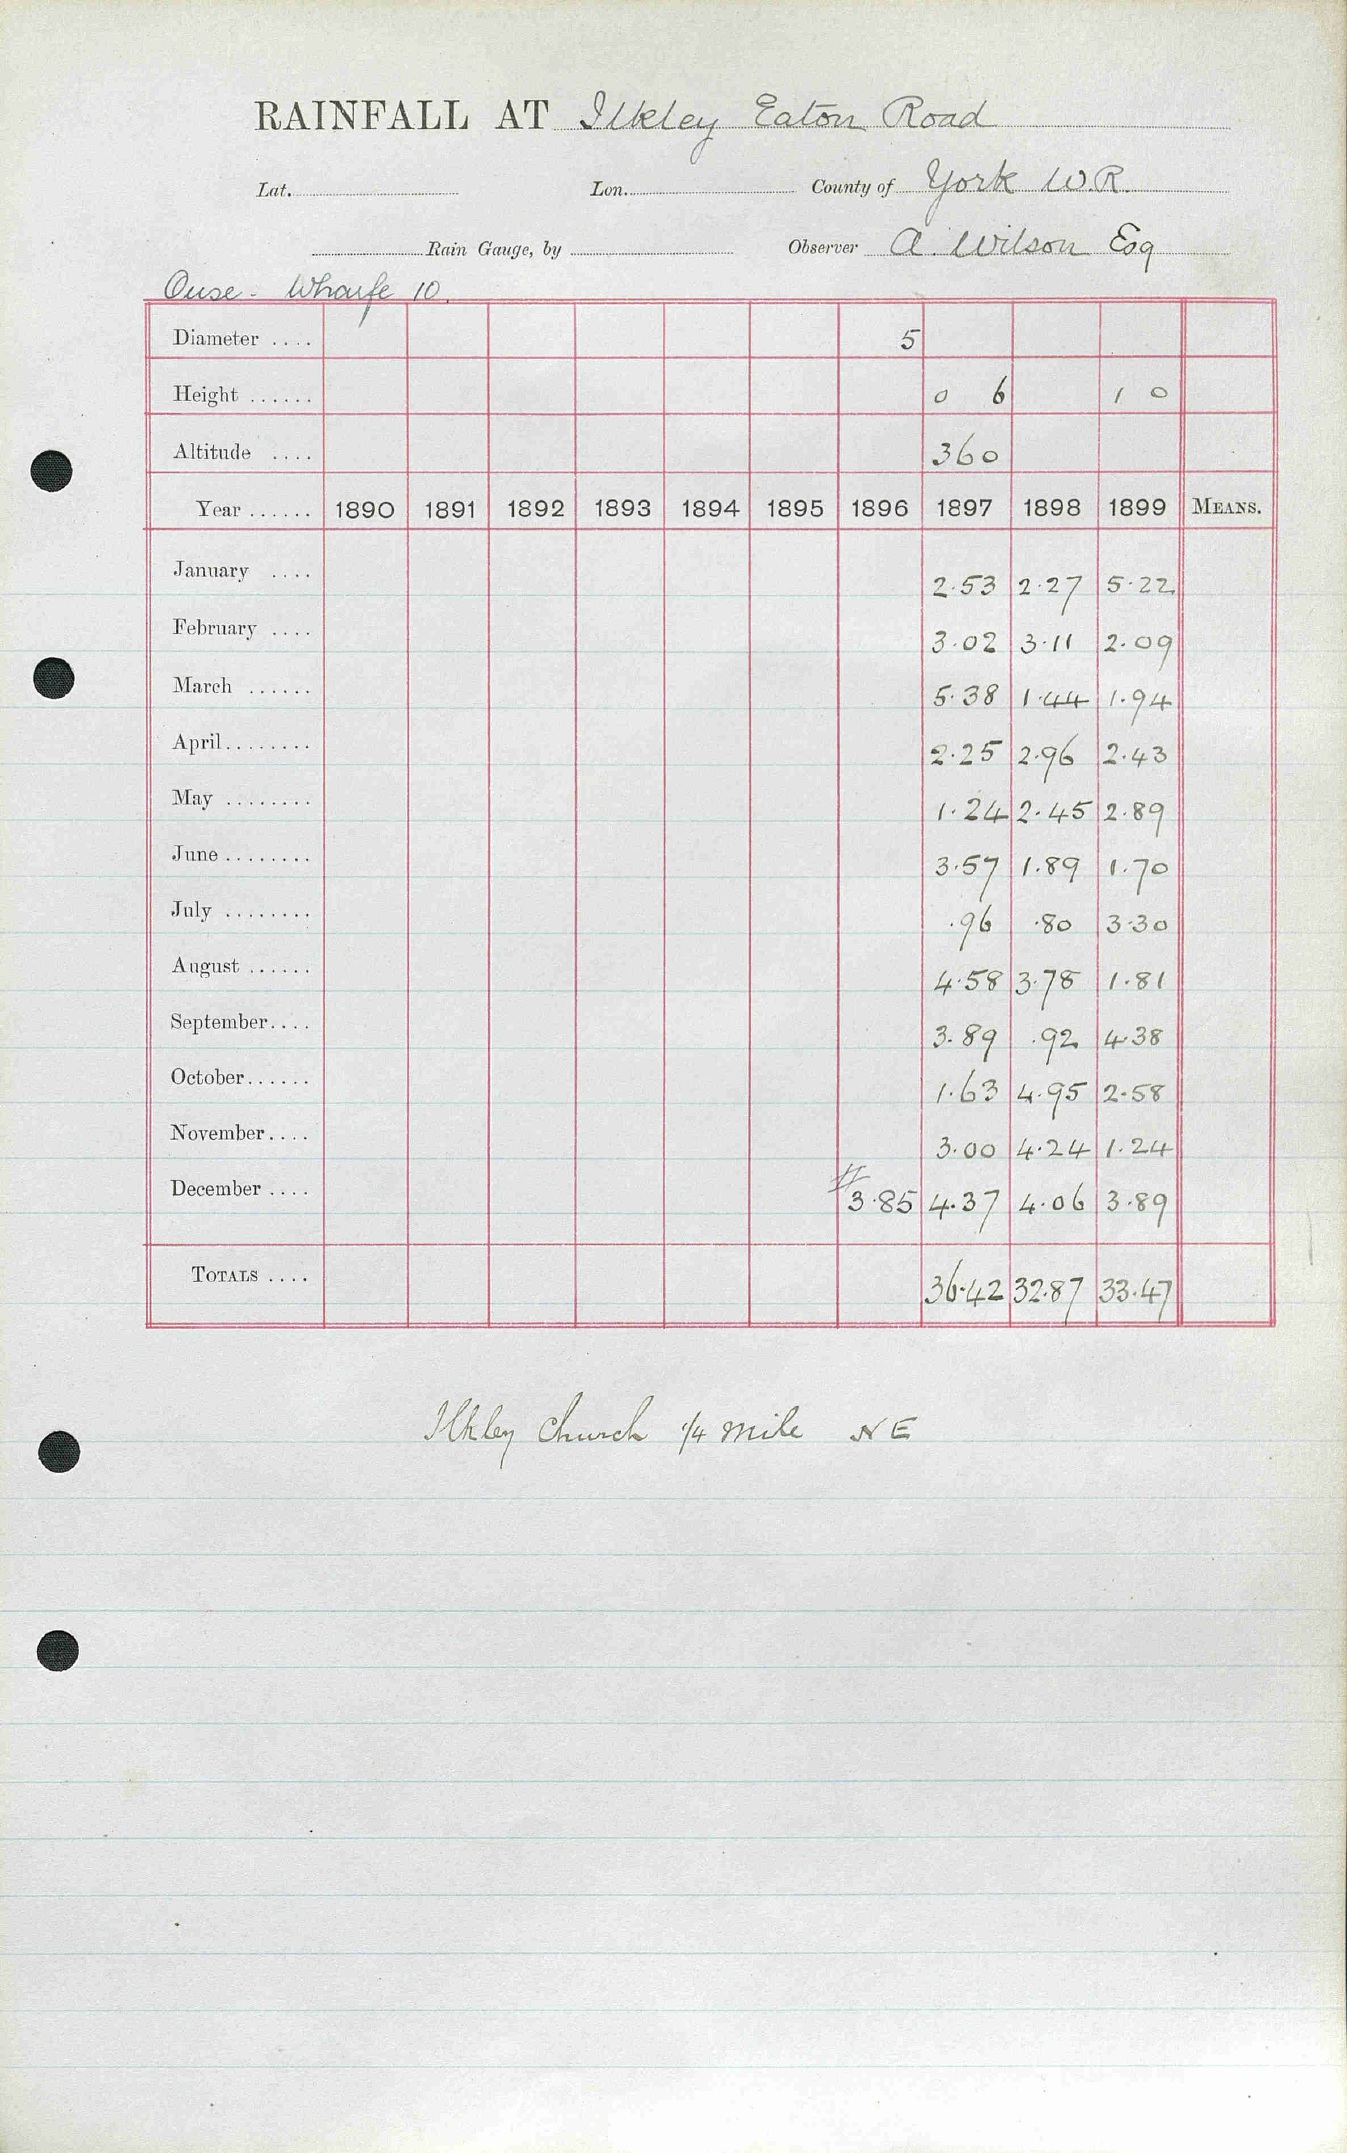 RAINFALL AT Ilkley Eaton Road
Lat. Lon. County of York W.R.
Rain Gauge, by Observer A. Wilson Esq
Ouse - Wharfe 10.
Diameter .... 5
Height ...... 0 6 1 0
Altitude .... 360
Year ...... 1890 1891 1892 1893 1894 1895 1896 1897 1898 1899 MEANS.
January .... 2.53 2.27 5.22
February .... 3.02 3.11 2.09
March ...... 5.38 1.44 1.94
April........ 2.25 2.96 2.43
May ........ 1.24 2.45 2.89
June ........ 3.57 1.89 1.70
July ........ .96 .80 3.30
August ...... 4.58 3.78 1.81
September.... 3.89 .92 4.38
October...... 1.63 4.95 2.58
November.... 3.00 4.24 1.24
December .... #3.85 4.37 4.06 3.89
TOTALS .... 36.42 32.87 33.47
Ilkley Church 1/4 mile NE